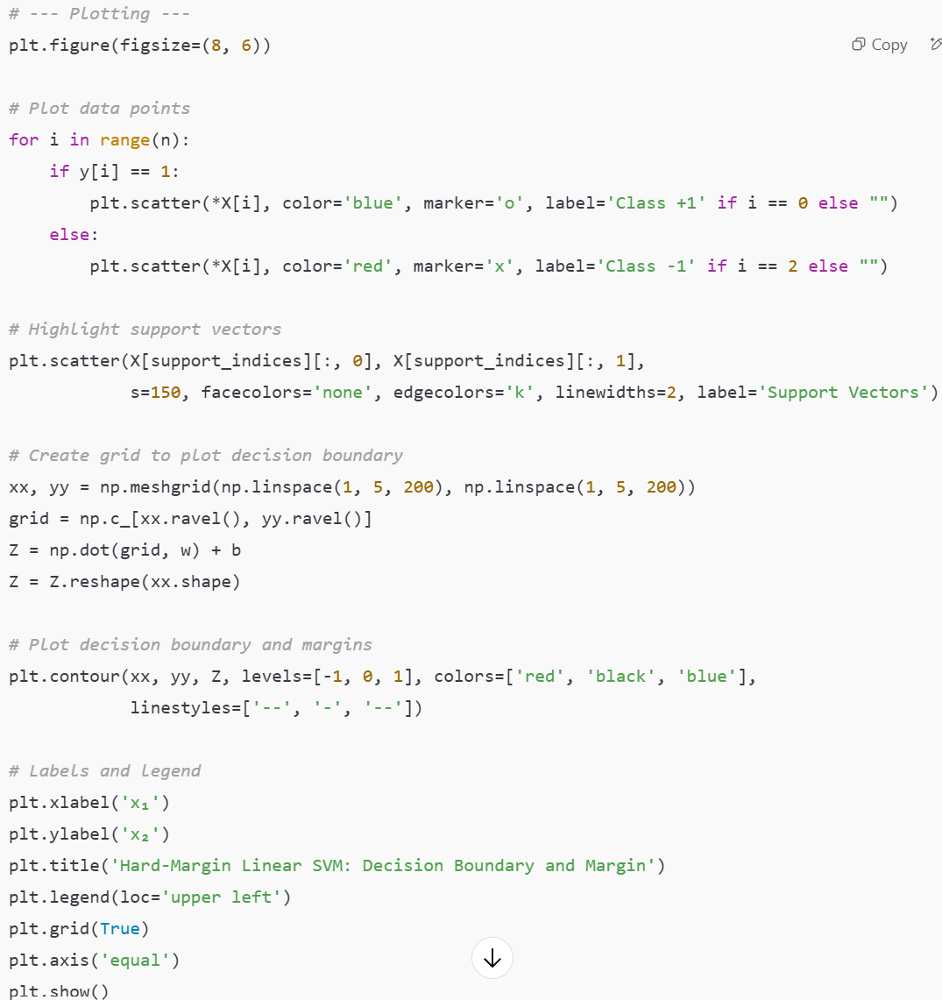 # --- Plotting ---
plt.figure(figsize=(8, 6))
Copy
# Plot data points
for i in range(n):
    if y[i] == 1:
        plt.scatter(*X[i], color='blue', marker='o', label='Class +1' if i == 0 else "")
    else:
        plt.scatter(*X[i], color='red', marker='x', label='Class -1' if i == 2 else "")
# Highlight support vectors
plt.scatter(X[support_indices][:, 0], X[support_indices][:, 1],
            s=150, facecolors='none', edgecolors='k', linewidths=2, label='Support Vectors')
# Create grid to plot decision boundary
xx, yy = np.meshgrid(np.linspace(1, 5, 200), np.linspace(1, 5, 200))
grid = np.c_[xx.ravel(), yy.ravel()]
Z = np.dot(grid, w) + b
Z = Z.reshape(xx.shape)
# Plot decision boundary and margins
plt.contour(xx, yy, Z, levels=[-1, 0, 1], colors=['red', 'black', 'blue'],
            linestyles=['--', '-', '--'])
# Labels and legend
plt.xlabel('x₁')
plt.ylabel('x₂')
plt.title('Hard-Margin Linear SVM: Decision Boundary and Margin')
plt.legend(loc='upper left')
plt.grid(True)
plt.axis('equal')
plt.show()